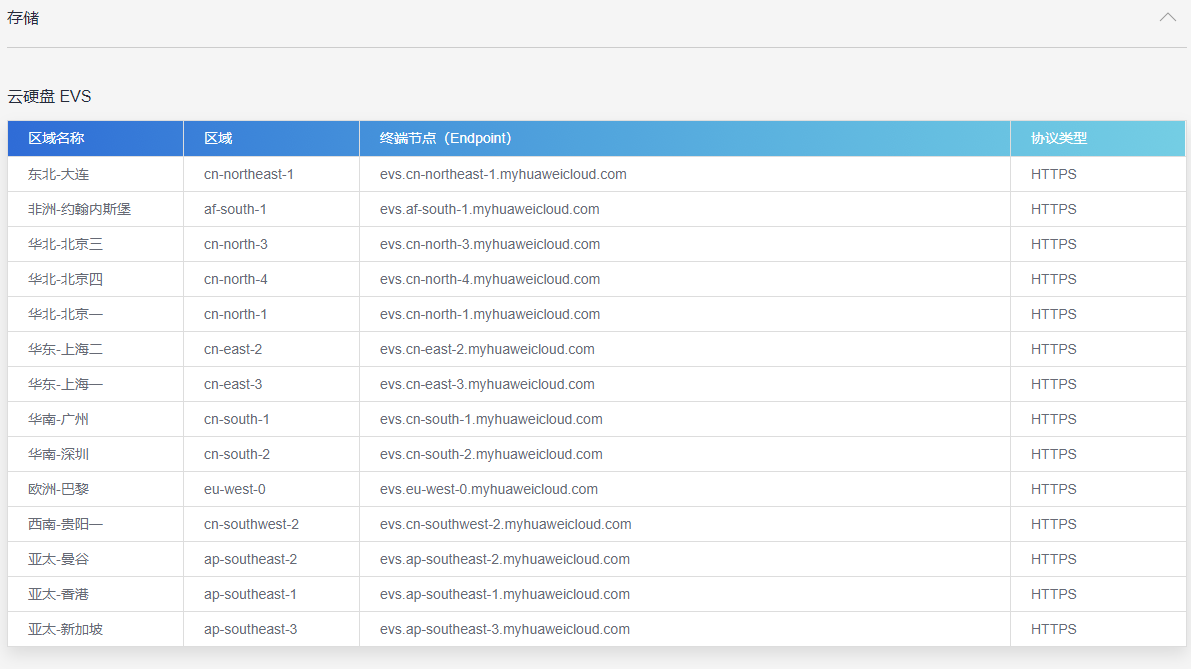 存储
云硬盘 EVS
区域名称 区域 终端节点（Endpoint） 协议类型
东北-大连 cn-northeast-1 evs.cn-northeast-1.myhuaweicloud.com HTTPS
非洲-约翰内斯堡 af-south-1 evs.af-south-1.myhuaweicloud.com HTTPS
华北-北京三 cn-north-3 evs.cn-north-3.myhuaweicloud.com HTTPS
华北-北京四 cn-north-4 evs.cn-north-4.myhuaweicloud.com HTTPS
华北-北京一 cn-north-1 evs.cn-north-1.myhuaweicloud.com HTTPS
华东-上海二 cn-east-2 evs.cn-east-2.myhuaweicloud.com HTTPS
华东-上海一 cn-east-3 evs.cn-east-3.myhuaweicloud.com HTTPS
华南-广州 cn-south-1 evs.cn-south-1.myhuaweicloud.com HTTPS
华南-深圳 cn-south-2 evs.cn-south-2.myhuaweicloud.com HTTPS
欧洲-巴黎 eu-west-0 evs.eu-west-0.myhuaweicloud.com HTTPS
西南-贵阳一 cn-southwest-2 evs.cn-southwest-2.myhuaweicloud.com HTTPS
亚太-曼谷 ap-southeast-2 evs.ap-southeast-2.myhuaweicloud.com HTTPS
亚太-香港 ap-southeast-1 evs.ap-southeast-1.myhuaweicloud.com HTTPS
亚太-新加坡 ap-southeast-3 evs.ap-southeast-3.myhuaweicloud.com HTTPS